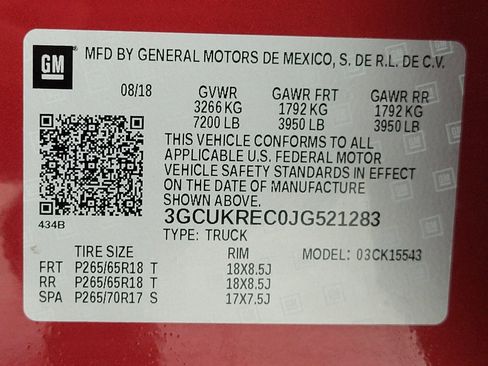 GM
MFD BY GENERAL MOTORS DE MEXICO, S. DE R.L. DE C.V.
08/18 GVWR GAWR FRT GAWR RR
3266 KG 1792 KG 1792 KG
7200 LB 3950 LB 3950 LB
THIS VEHICLE CONFORMS TO ALL
APPLICABLE U.S. FEDERAL MOTOR
VEHICLE SAFETY STANDARDS IN EFFECT
ON THE DATE OF MANUFACTURE
SHOWN ABOVE.
3GCUKREC0JG521283
434B
TYPE: TRUCK
TIRE SIZE RIM MODEL: 03CK15543
FRT P265/65R18 T 18X8.5J
RR P265/65R18 T 18X8.5J
SPA P265/70R17 S 17X7.5J